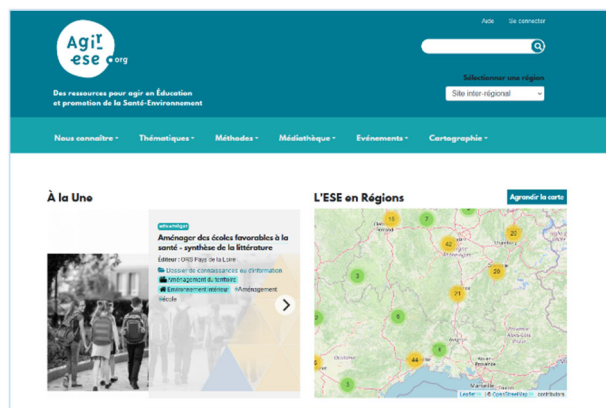 Aide Se connecter
Agir
ese .org
Sélectionner une région
Des ressources pour agir en Éducation
et promotion de la Santé-Environnement
Site inter-régional
Nous connaître Thématiques Méthodes Médiathèque Evénements Cartographie
À la Une
L'ESE en Régions
Agrandir la carte
Aménager des écoles favorables à la
santé - synthèse de la littérature
Éditeur : ORS Pays de la Loire
Dossier de connaissances ou d'information
Aménagement du territoire
Environnement intérieur #Aménagement
#école
7
42
20
20
3
21
6
44
3
Marseille
Leaflet | © OpenStreetMap contributors